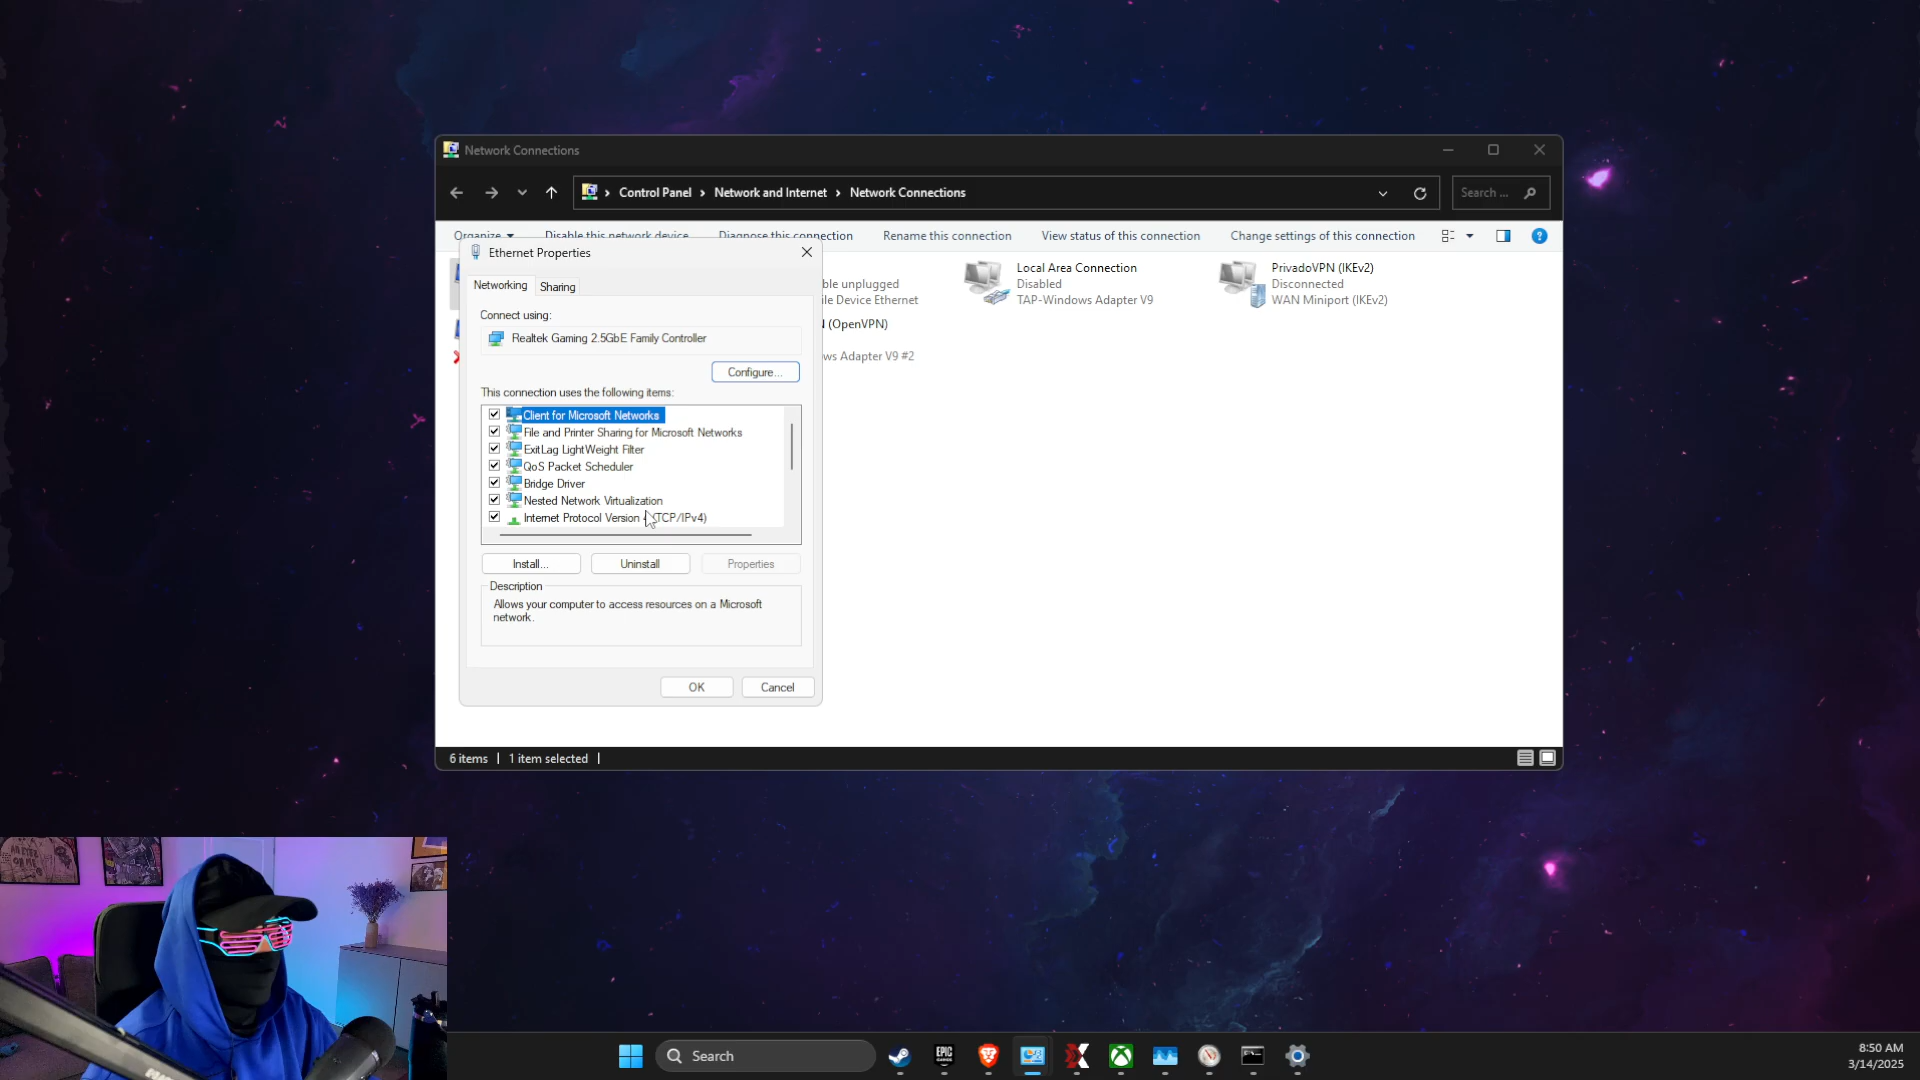 Network Connections
Control Panel > Network and Internet > Network Connections
Search ...
Organize
Disable this network device
Diagnose this connection
Rename this connection
View status of this connection
Change settings of this connection
Ethernet Properties
Networking
Sharing
Connect using:
Realtek Gaming 2.5GbE Family Controller
Configure...
This connection uses the following items:
Client for Microsoft Networks
File and Printer Sharing for Microsoft Networks
ExitLag LightWeight Filter
QoS Packet Scheduler
Bridge Driver
Nested Network Virtualization
Internet Protocol Version (TCP/IPv4)
Install...
Uninstall
Properties
Description
Allows your computer to access resources on a Microsoft
network.
OK
Cancel
ble unplugged
ile Device Ethernet
(OpenVPN)
ws Adapter V9 #2
Local Area Connection
Disabled
TAP-Windows Adapter V9
PrivadoVPN (IKEv2)
Disconnected
WAN Miniport (IKEv2)
6 items
1 item selected
Search
EPIC
GAMES
8:50 AM
3/14/2025